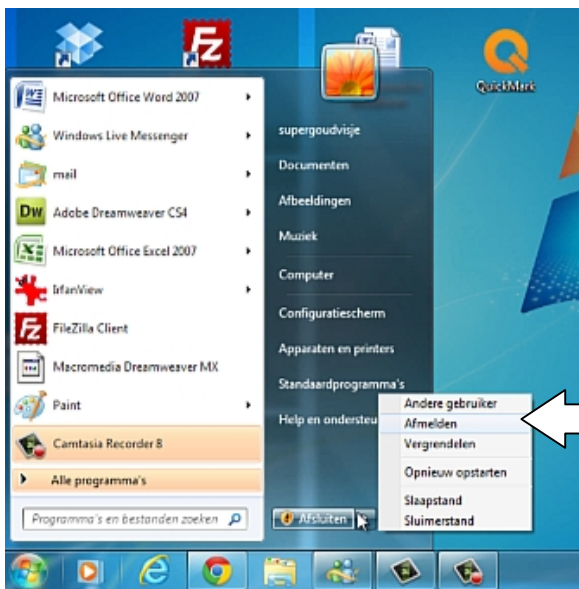 QuickMark
Microsoft Office Word 2007
Windows Live Messenger
mail
Dw Adobe Dreamweaver CS4
Microsoft Office Excel 2007
IrfanView
Fz FileZilla Client
Macromedia Dreamweaver MX
Paint
Camtasia Recorder 8
Alle programma's
Programma's en bestanden zoeken
supergoudvisje
Documenten
Afbeeldingen
Muziek
Computer
Configuratiescherm
Apparaten en printers
Standaardprogramma's
Help en ondersteu
Afsluiten
Andere gebruiker
Afmelden
Vergrendelen
Opnieuw opstarten
Slaapstand
Sluimerstand